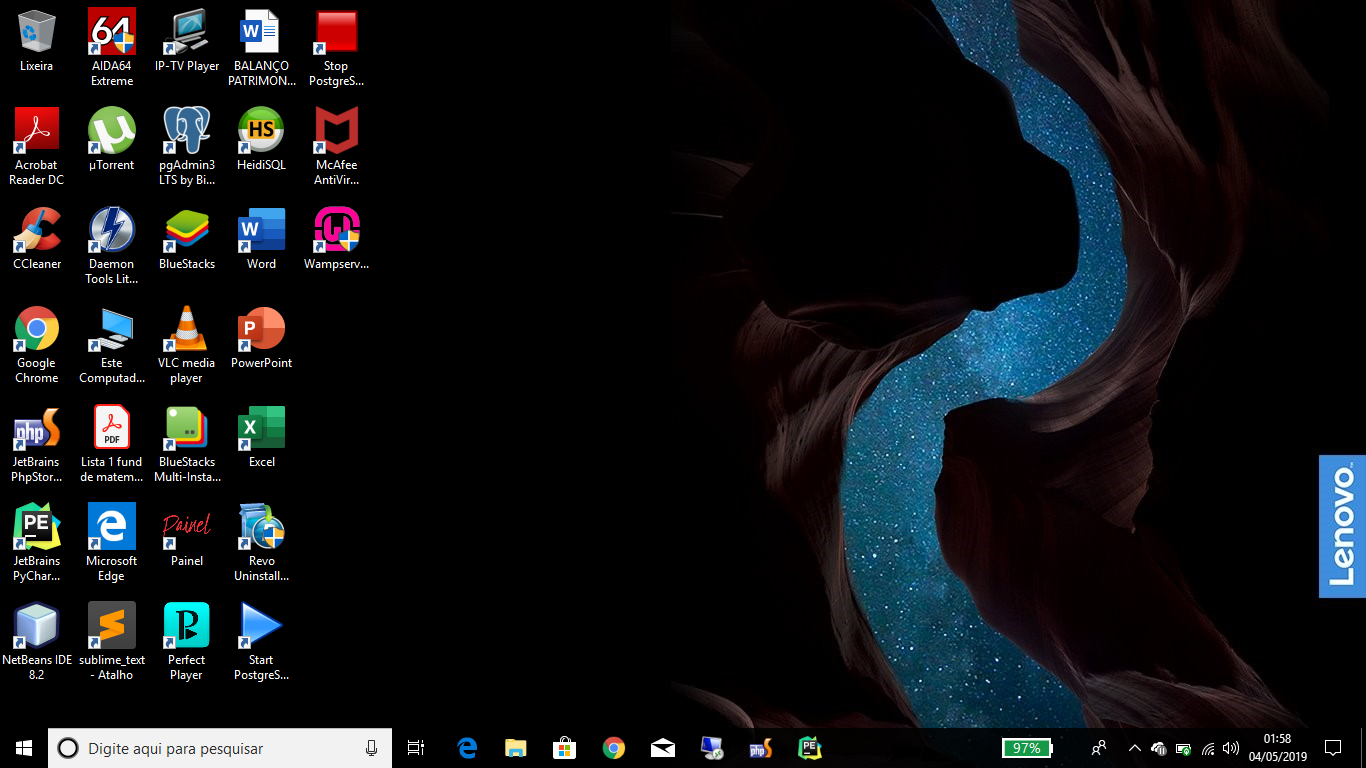 Lixeira
64
AIDA64
Extreme
IP-TV Player
W
BALANÇO
PATRIMON...
Stop
PostgreS...
Acrobat
Reader DC
µ
µTorrent
pgAdmin3
LTS by Bi...
HS
HeidiSQL
McAfee
AntiVir...
CCleaner
Daemon
Tools Lit...
BlueStacks
W
Word
W
Wampserv...
Google
Chrome
Este
Computad...
VLC media
player
P
PowerPoint
php
JetBrains
PhpStor...
PDF
Lista 1 fund
de matem...
BlueStacks
Multi-Insta...
X
Excel
PE
JetBrains
PyChar...
Microsoft
Edge
Painel
Painel
Revo
Uninstall...
NetBeans IDE
8.2
S
sublime_text
- Atalho
P
Perfect
Player
Start
PostgreS...
Lenovo
Digite aqui para pesquisar
php
PE
97%
01:58
04/05/2019